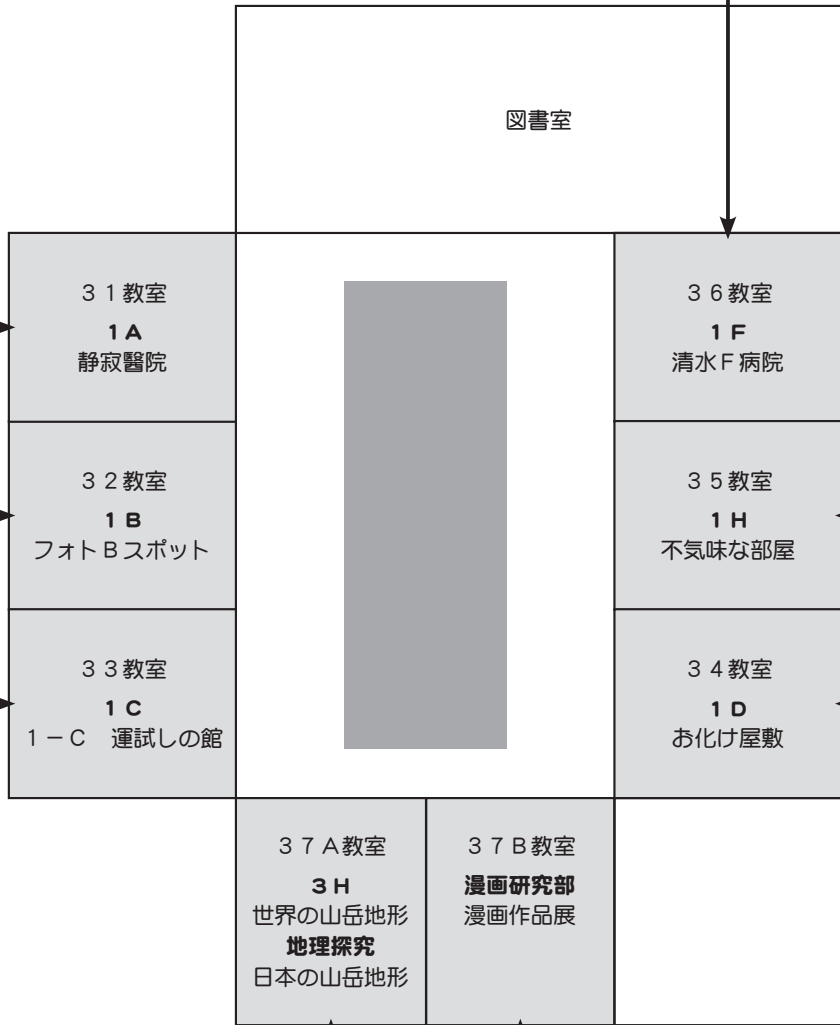 図書室
３１教室
１Ａ
静寂醫院
３２教室
１Ｂ
フォトＢスポット
３３教室
１Ｃ
１－Ｃ　運試しの館
３６教室
１Ｆ
清水Ｆ病院
３５教室
１Ｈ
不気味な部屋
３４教室
１Ｄ
お化け屋敷
３７Ａ教室
３Ｈ
世界の山岳地形
地理探究
日本の山岳地形
３７Ｂ教室
漫画研究部
漫画作品展